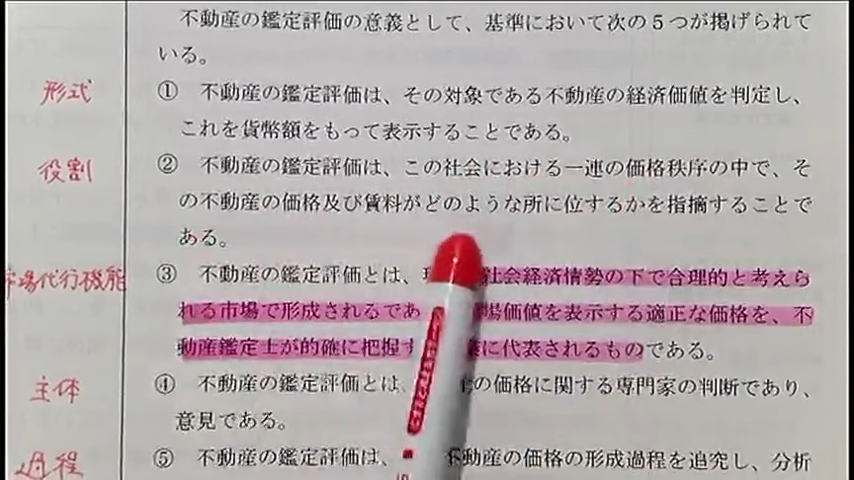 不動産の鑑定評価の意義として、基準において次の5つが掲げられて
いる。
形式
① 不動産の鑑定評価は、その対象である不動産の経済価値を判定し、
これを貨幣額をもって表示することである。
役割
② 不動産の鑑定評価は、この社会における一連の価格秩序の中で、そ
の不動産の価格及び賃料がどのような所に位するかを指摘することで
ある。
市場代行機能
③ 不動産の鑑定評価とは、 社会経済情勢の下で合理的と考えら
れる市場で形成されるであ 場価値を表示する適正な価格を、不
動産鑑定士が的確に把握す に代表されるものである。
主体
④ 不動産の鑑定評価とは、 の価格に関する専門家の判断であり、
意見である。
過程
⑤ 不動産の鑑定評価は、 不動産の価格の形成過程を追究し、分析